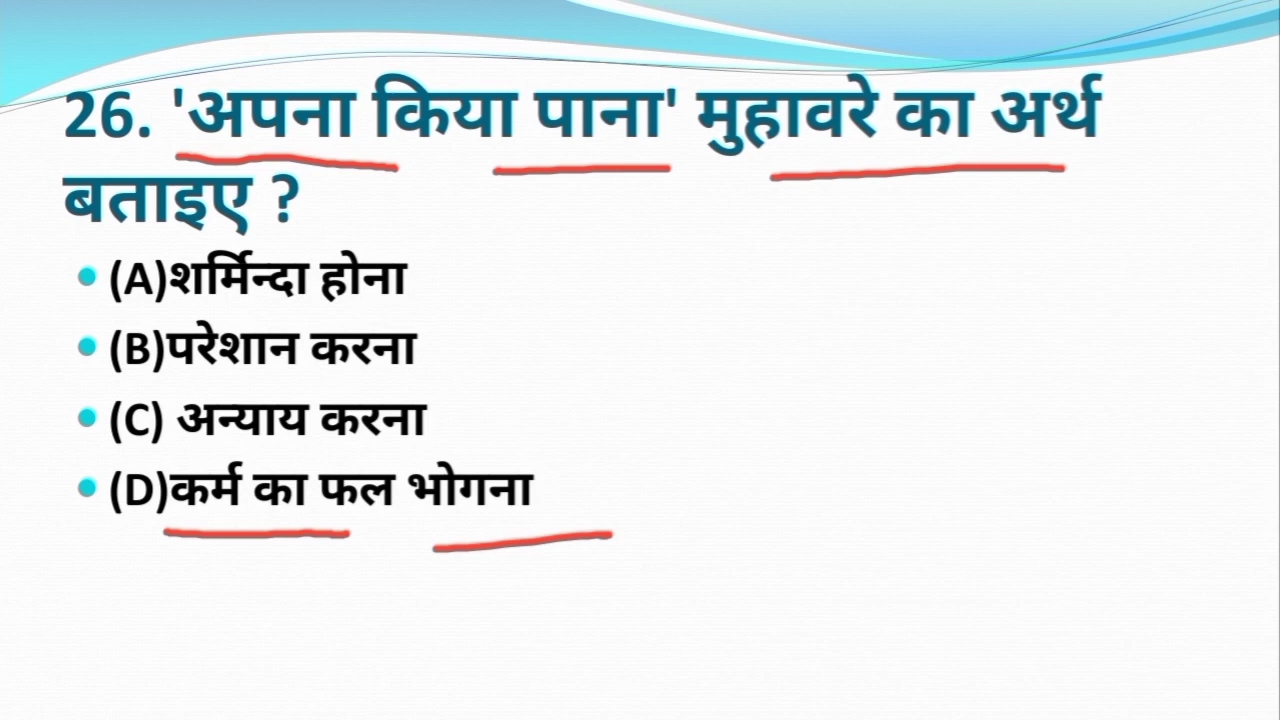 26. 'अपना किया पाना' मुहावरे का अर्थ
बताइए ?
(A)शर्मिन्दा होना
(B)परेशान करना
(C) अन्याय करना
(D)कर्म का फल भोगना